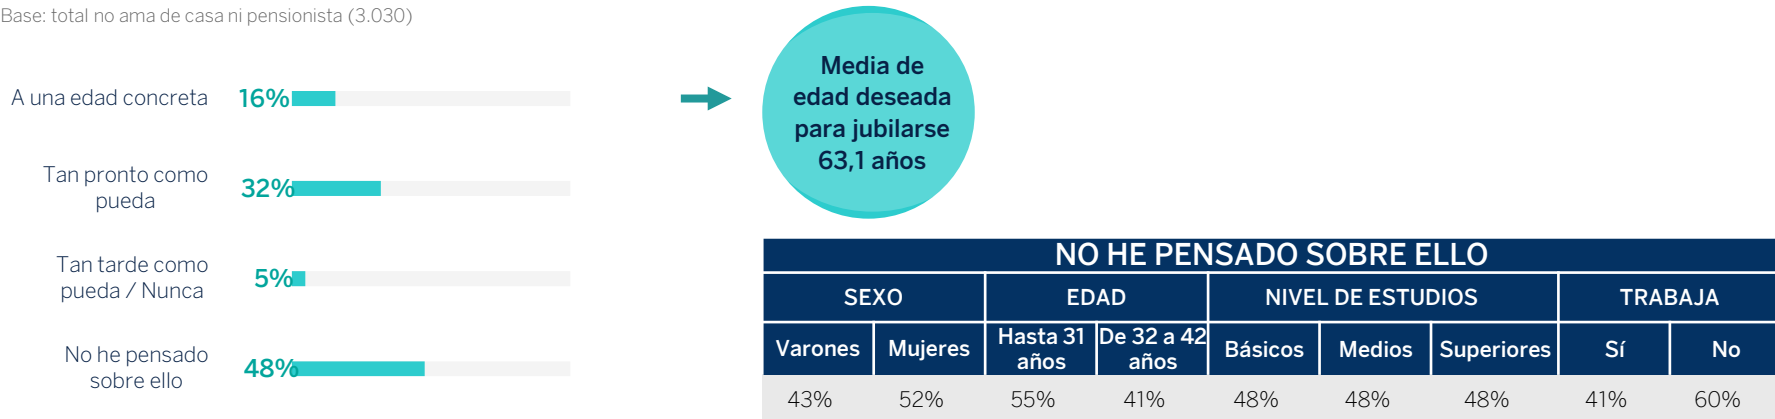 Base: total no ama de casa ni pensionista (3.030)
A una edad concreta 16%
Tan pronto como
pueda
32%
Tan tarde como
pueda / Nunca
5%
No he pensado
sobre ello
48%
Media de
edad deseada
para jubilarse
63,1 años
NO HE PENSADO SOBRE ELLO
SEXO EDAD NIVEL DE ESTUDIOS TRABAJA
Varones Mujeres Hasta 31 años De 32 a 42 años Básicos Medios Superiores Sí No
43% 52% 55% 41% 48% 48% 48% 41% 60%